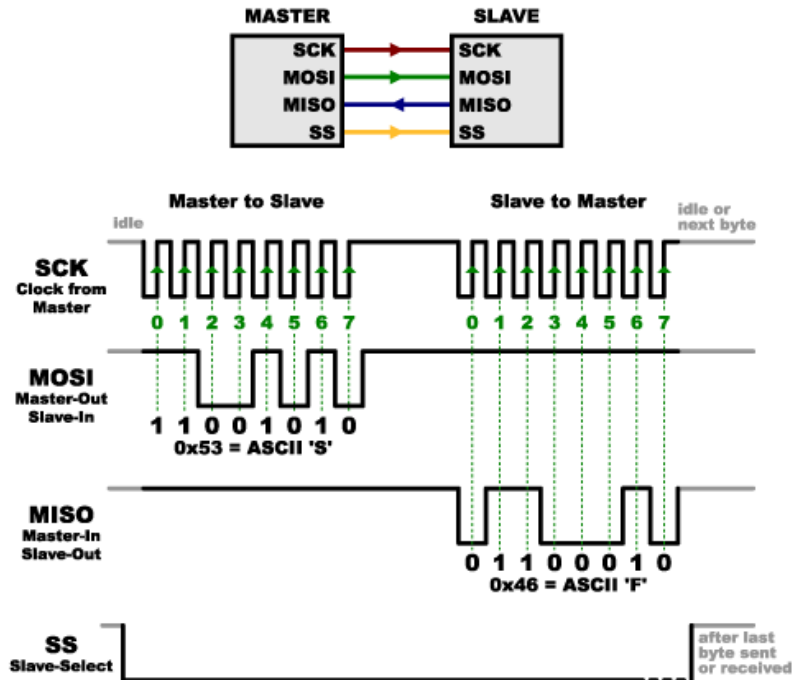 MASTER SLAVE
SCK SCK
MOSI MOSI
MISO MISO
SS SS
Master to Slave Slave to Master
idle
idle or
next byte
SCK
Clock from
Master
0 1 2 3 4 5 6 7 0 1 2 3 4 5 6 7
MOSI
Master-Out
Slave-In
1 1 0 0 1 0 1 0
0x53 = ASCII 'S'
MISO
Master-In
Slave-Out
0 1 1 0 0 0 1 0
0x46 = ASCII 'F'
SS
Slave-Select
after last
byte sent
or received